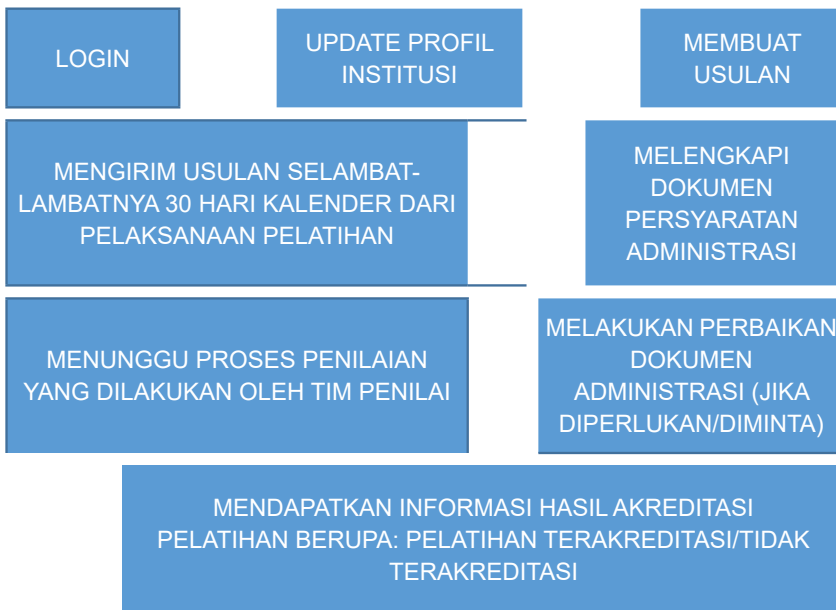 LOGIN
UPDATE PROFIL
INSTITUSI
MEMBUAT
USULAN
MENGIRIM USULAN SELAMBAT-
LAMBATNYA 30 HARI KALENDER DARI
PELAKSANAAN PELATIHAN
MELENGKAPI
DOKUMEN
PERSYARATAN
ADMINISTRASI
MENUNGGU PROSES PENILAIAN
YANG DILAKUKAN OLEH TIM PENILAI
MELAKUKAN PERBAIKAN
DOKUMEN
ADMINISTRASI (JIKA
DIPERLUKAN/DIMINTA)
MENDAPATKAN INFORMASI HASIL AKREDITASI
PELATIHAN BERUPA: PELATIHAN TERAKREDITASI/TIDAK
TERAKREDITASI